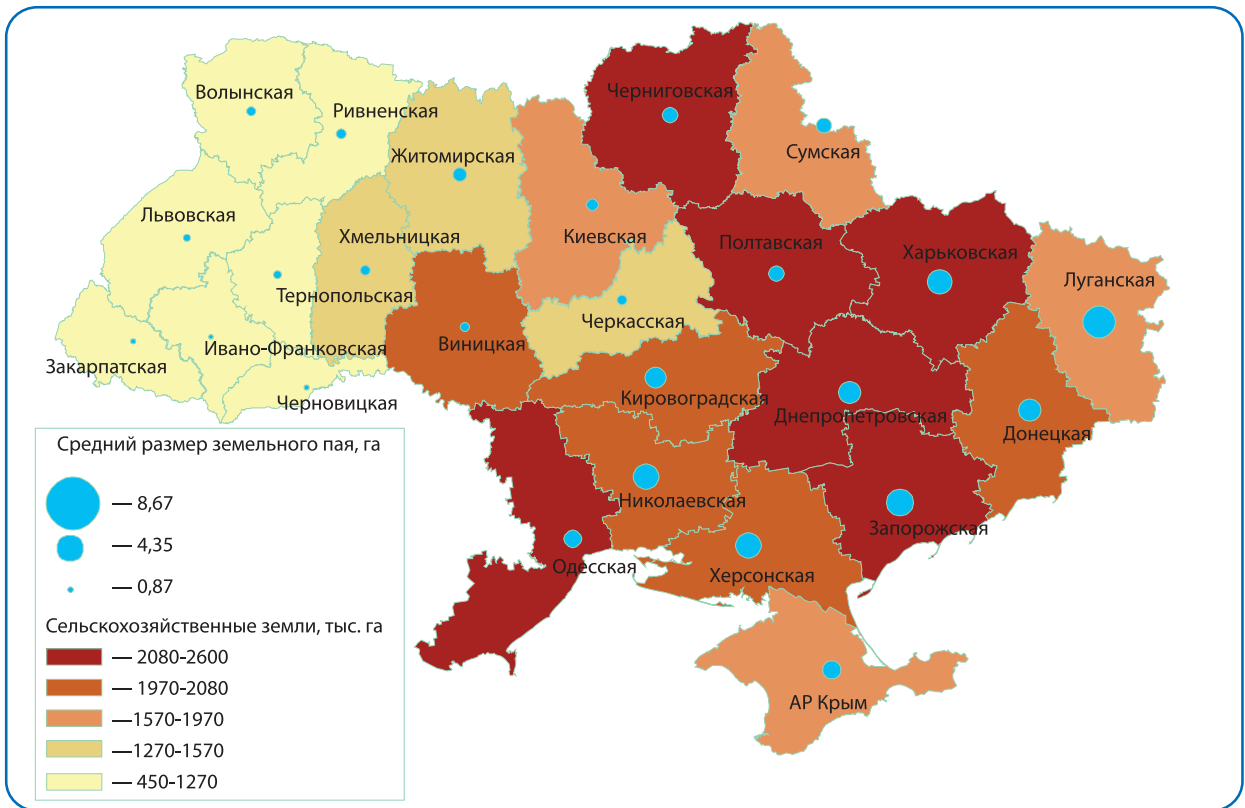 Волынская
Ривненская
Житомирская
Черниговская
Сумская
Львовская
Хмельницкая
Киевская
Полтавская
Харьковская
Луганская
Тернопольская
Черкасская
Закарпатская
Ивано-Франковская
Виницкая
Черновицкая
Кировоградская
Днепропетровская
Донецкая
Николаевская
Запорожская
Одесская
Херсонская
АР Крым
Средний размер земельного пая, га
— 8,67
— 4,35
— 0,87
Сельскохозяйственные земли, тыс. га
— 2080-2600
— 1970-2080
—1570-1970
—1270-1570
— 450-1270